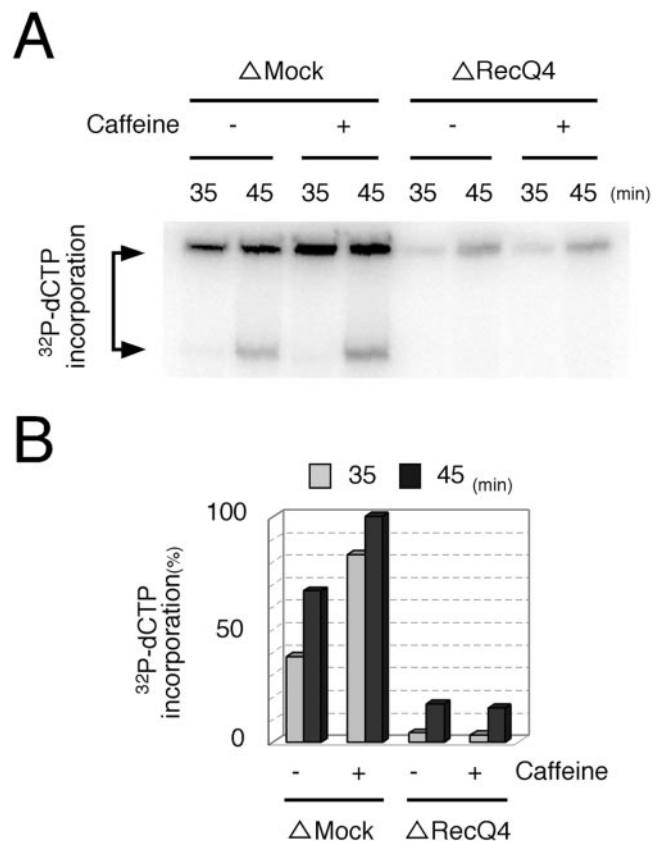 A
△Mock △RecQ4
Caffeine - + - +
35 45 35 45 35 45 35 45 (min)
32P-dCTP
incorporation
B
35 45 (min)
100
50
0
32P-dCTP
incorporation(%)
- + - + Caffeine
△Mock △RecQ4